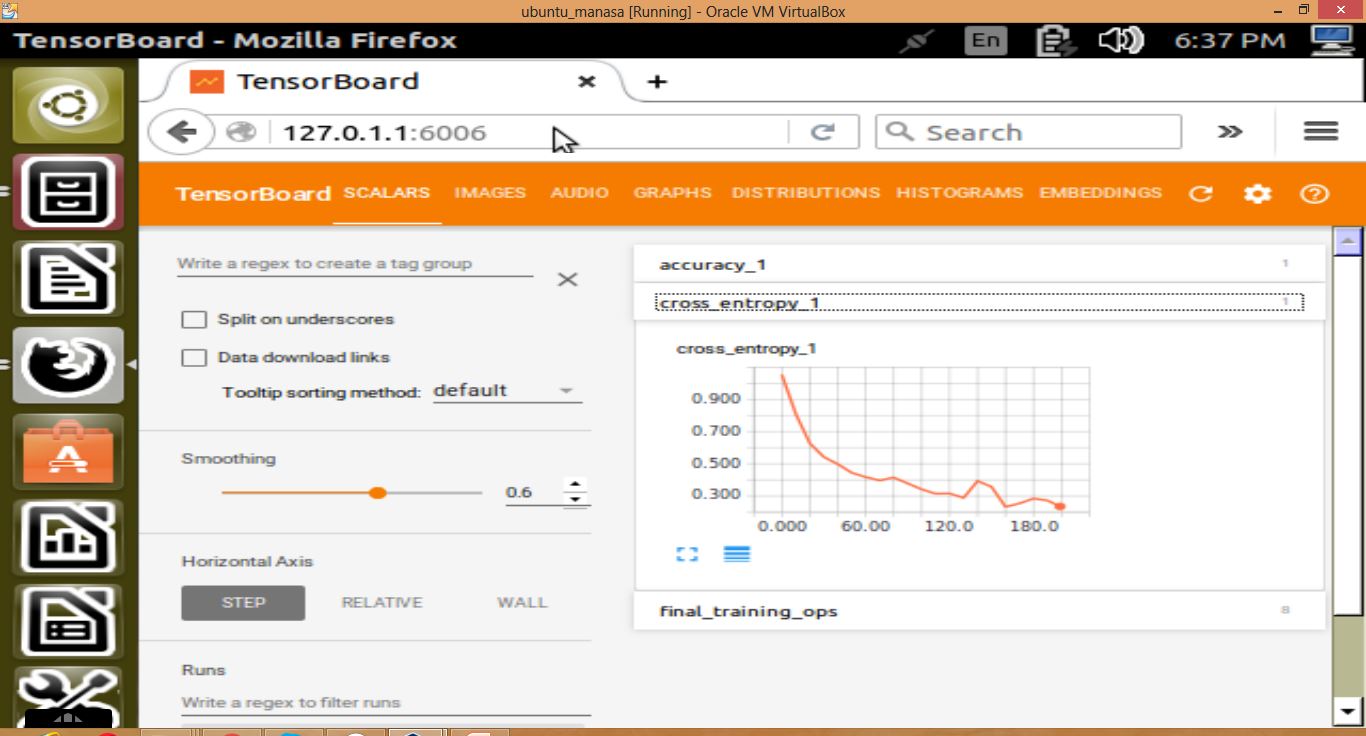 ubuntu_manasa [Running] - Oracle VM VirtualBox
TensorBoard - Mozilla Firefox
En
6:37 PM
TensorBoard
127.0.1.1:6006
Search
TensorBoard SCALARS IMAGES AUDIO GRAPHS DISTRIBUTIONS HISTOGRAMS EMBEDDINGS
Write a regex to create a tag group
Split on underscores
Data download links
Tooltip sorting method: default
Smoothing
0.6
Horizontal Axis
STEP RELATIVE WALL
Runs
Write a regex to filter runs
accuracy_1 1
cross_entropy_1 1
cross_entropy_1
0.900
0.700
0.500
0.300
0.000 60.00 120.0 180.0
final_training_ops 8